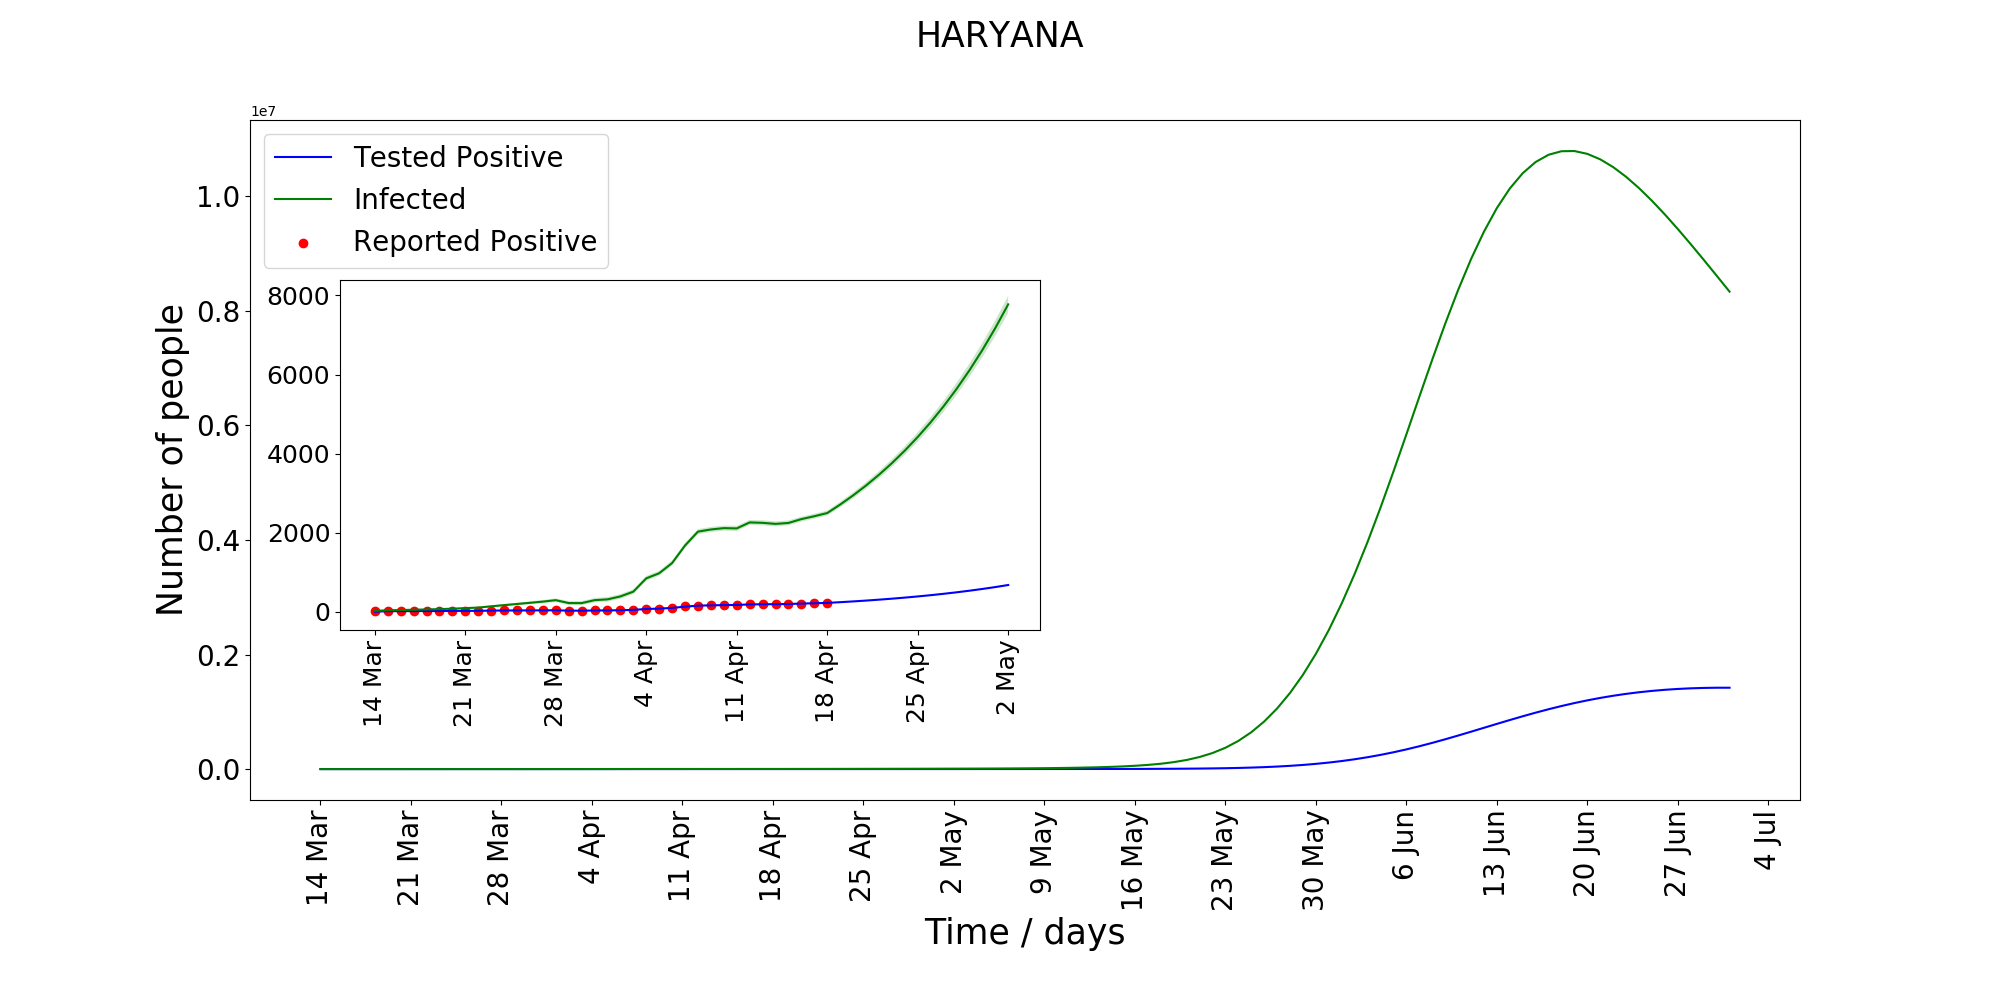 HARYANA
1e7
Tested Positive
Infected
Reported Positive
1.0
0.8
0.6
0.4
0.2
0.0
Number of people
8000
6000
4000
2000
0
14 Mar
21 Mar
28 Mar
4 Apr
11 Apr
18 Apr
25 Apr
2 May
14 Mar
21 Mar
28 Mar
4 Apr
11 Apr
18 Apr
25 Apr
2 May
9 May
16 May
23 May
30 May
6 Jun
13 Jun
20 Jun
27 Jun
4 Jul
Time / days